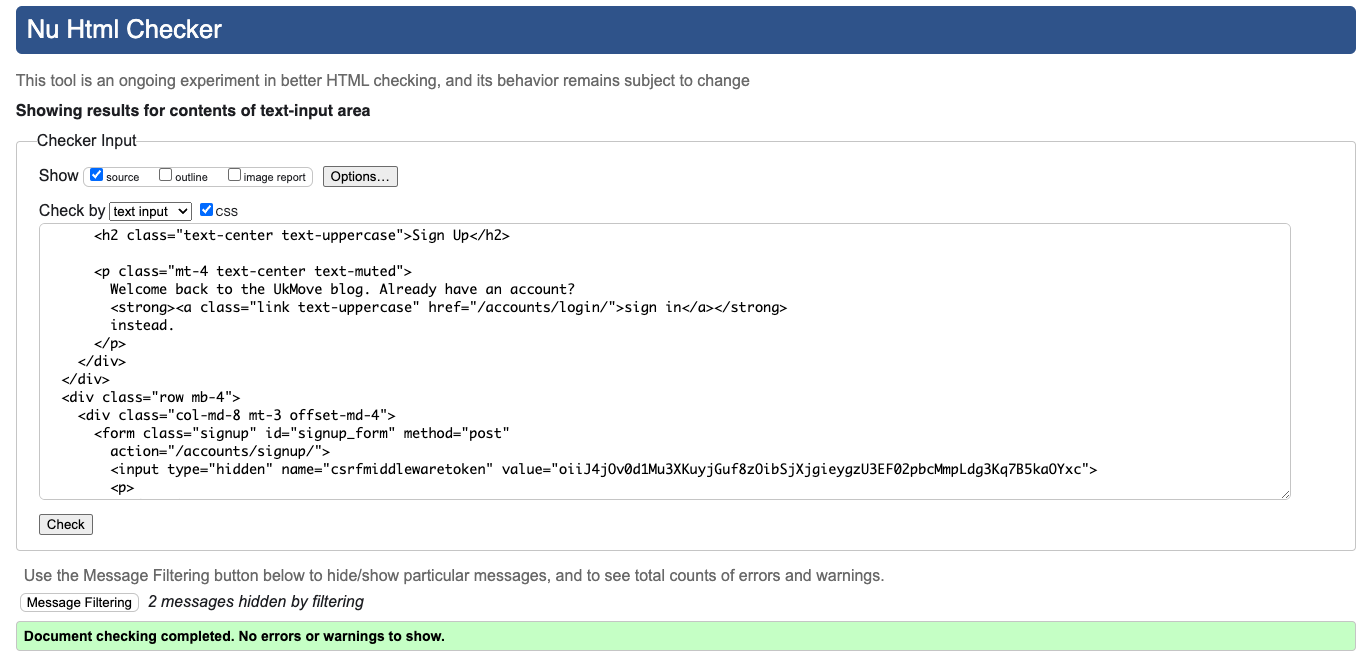 Nu Html Checker
This tool is an ongoing experiment in better HTML checking, and its behavior remains subject to change
Showing results for contents of text-input area
Checker Input
Show source outline image report Options…
Check by text input CSS
<h2 class="text-center text-uppercase">Sign Up</h2>
<p class="mt-4 text-center text-muted">
Welcome back to the UkMove blog. Already have an account?
<strong><a class="link text-uppercase" href="/accounts/login/">sign in</a></strong>
instead.
</p>
</div>
</div>
<div class="row mb-4">
<div class="col-md-8 mt-3 offset-md-4">
<form class="signup" id="signup_form" method="post"
action="/accounts/signup/">
<input type="hidden" name="csrfmiddlewaretoken" value="oiiJ4jOv0d1Mu3XKuyjGuf8zOibSjXjgieygzU3EF02pbcMmpLdg3Kq7B5kaOYxc">
<p>
Check
Use the Message Filtering button below to hide/show particular messages, and to see total counts of errors and warnings.
Message Filtering 2 messages hidden by filtering
Document checking completed. No errors or warnings to show.